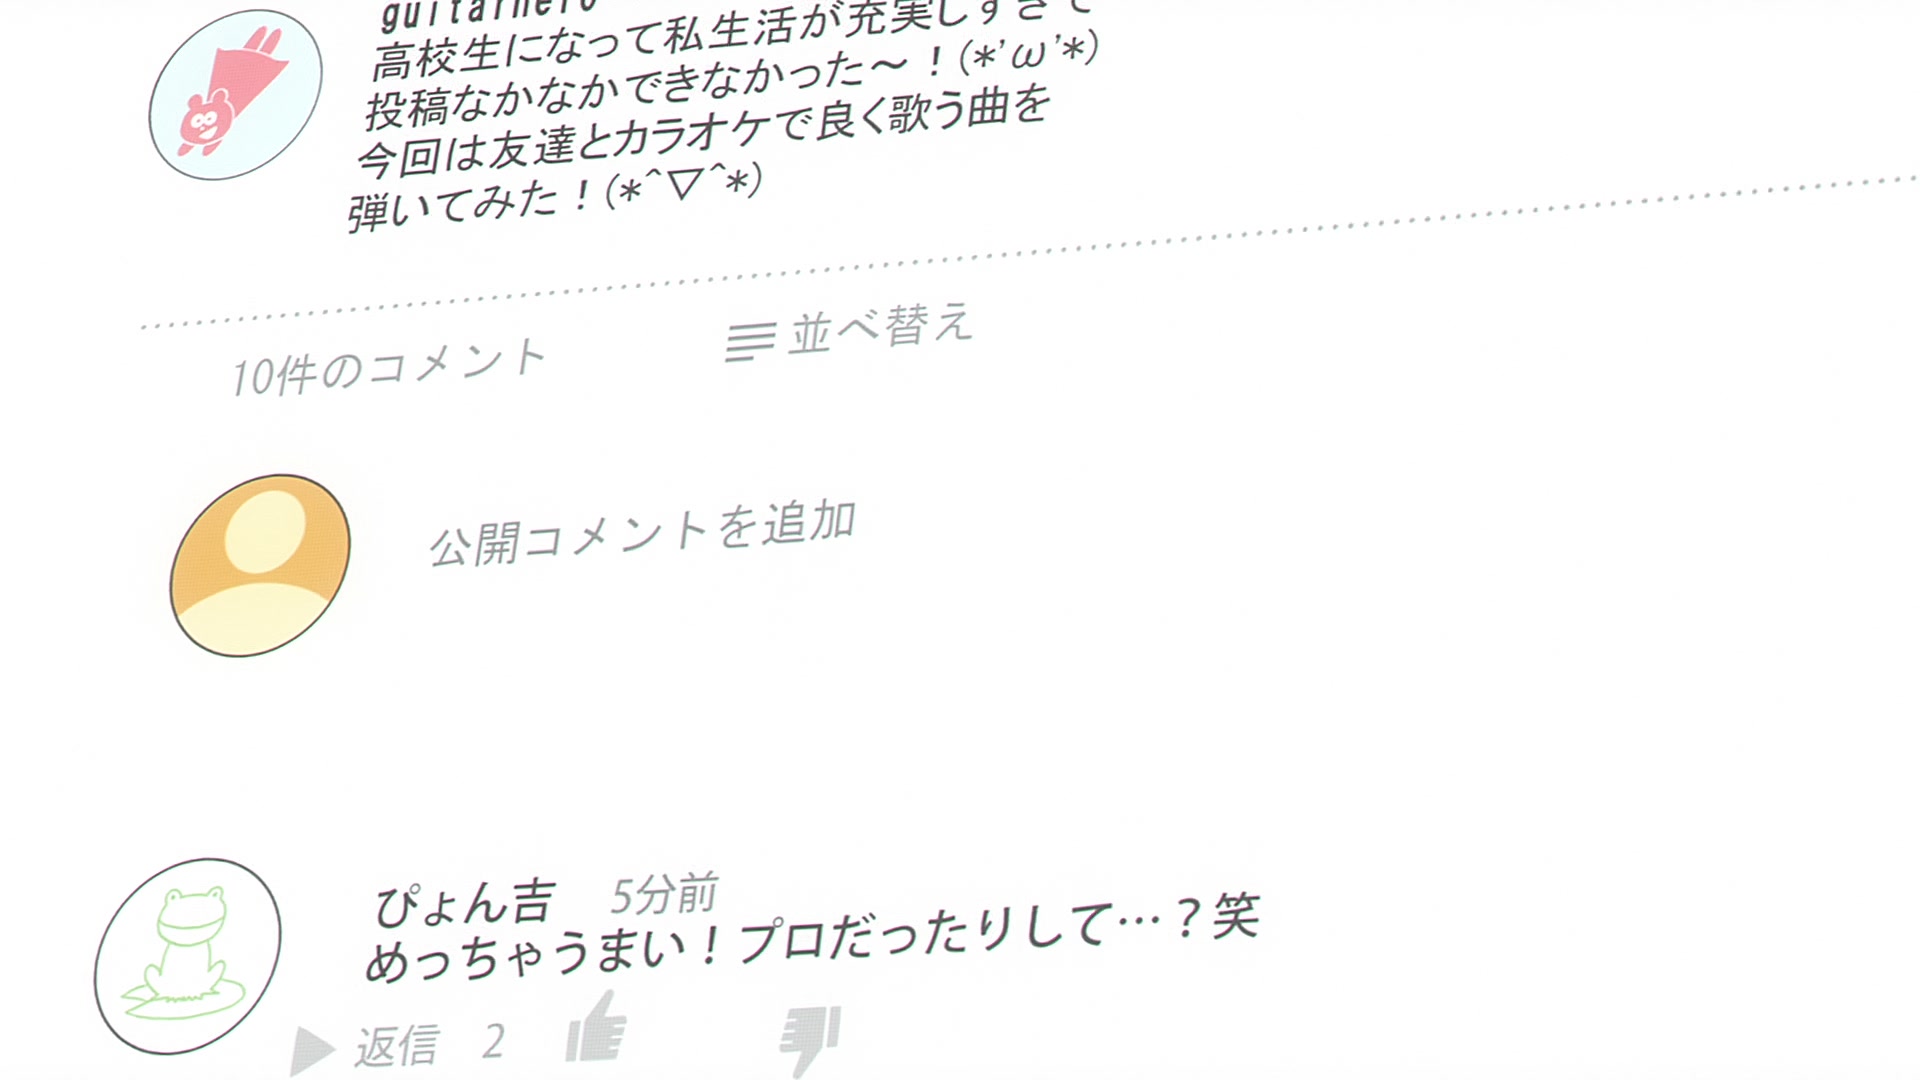 guitarhero
高校生になって私生活が充実しすぎて
投稿なかなかできなかった～！(*'ω'*)
今回は友達とカラオケで良く歌う曲を
弾いてみた！(*^▽^*)
10件のコメント 並べ替え
公開コメントを追加
ぴょん吉 5分前
めっちゃうまい！プロだったりして…？笑
返信 2